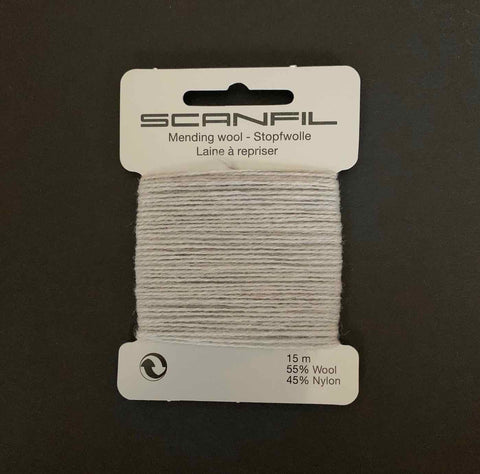 SCANFIL
Mending wool - Stopfwolle
Laine à repriser
15 m
55% Wool
45% Nylon